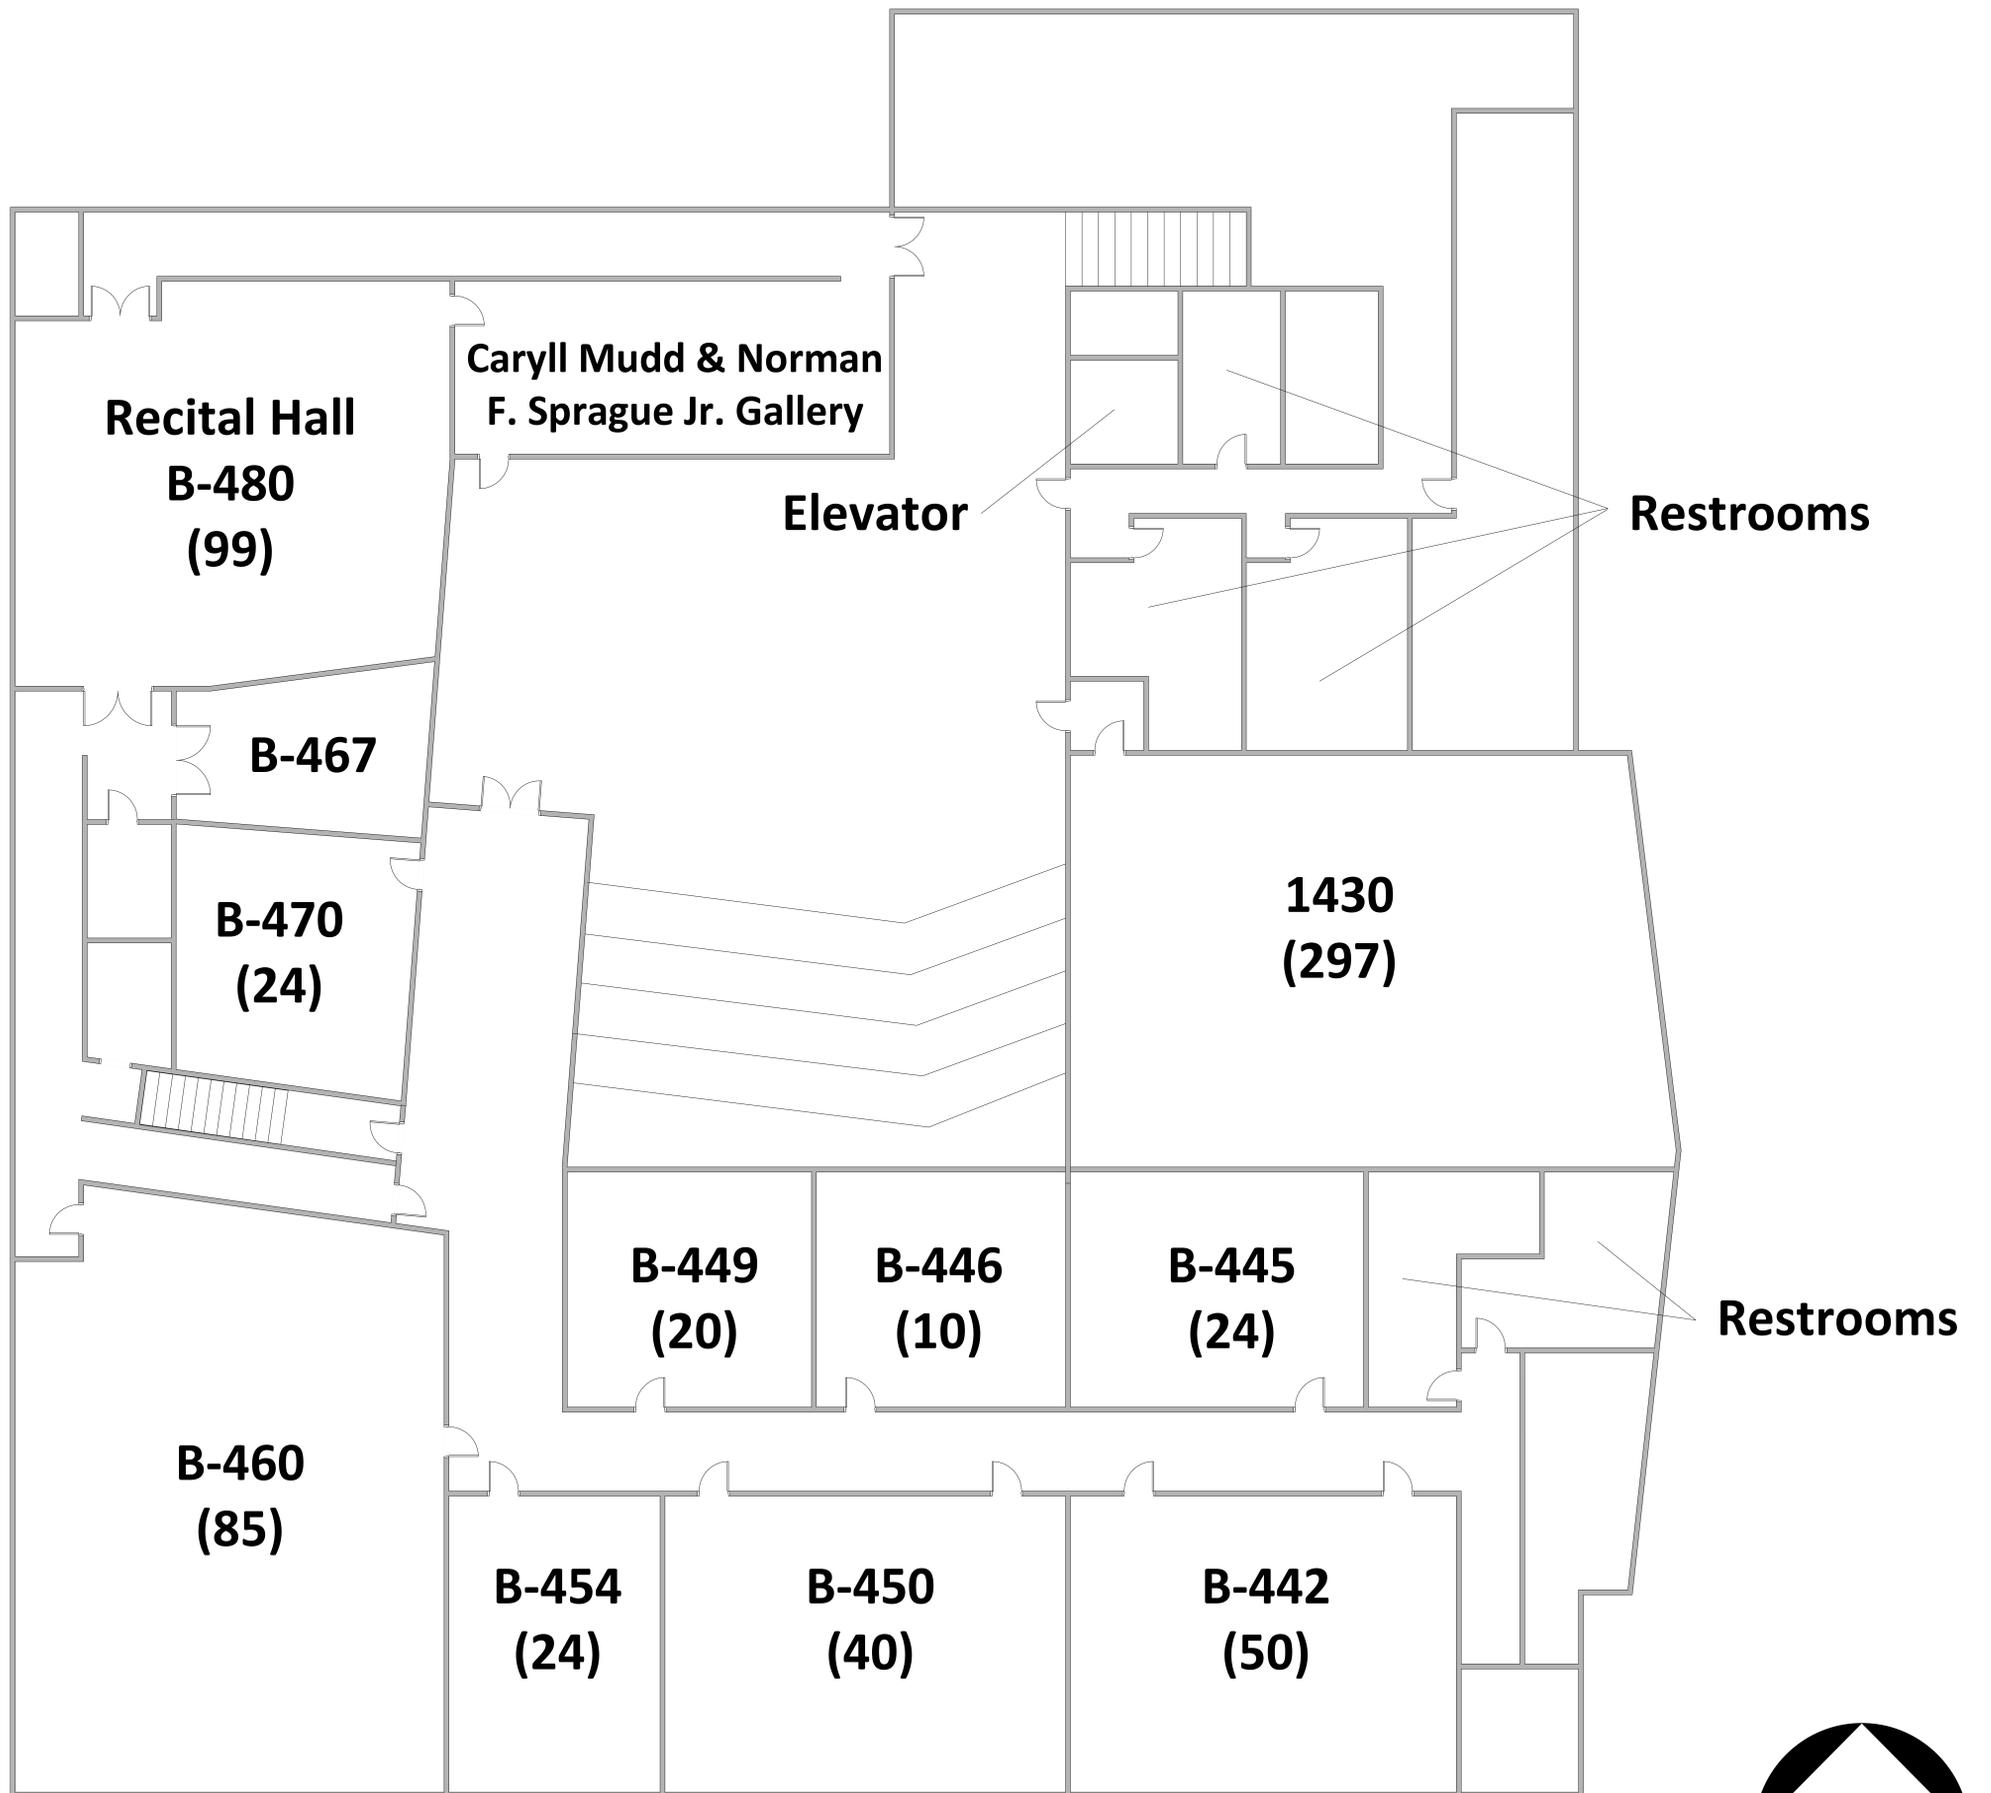 Caryll Mudd & Norman
F. Sprague Jr. Gallery
Recital Hall
B-480
(99)
Elevator
Restrooms
B-467
B-470
(24)
1430
(297)
B-449
(20)
B-446
(10)
B-445
(24)
Restrooms
B-460
(85)
B-454
(24)
B-450
(40)
B-442
(50)